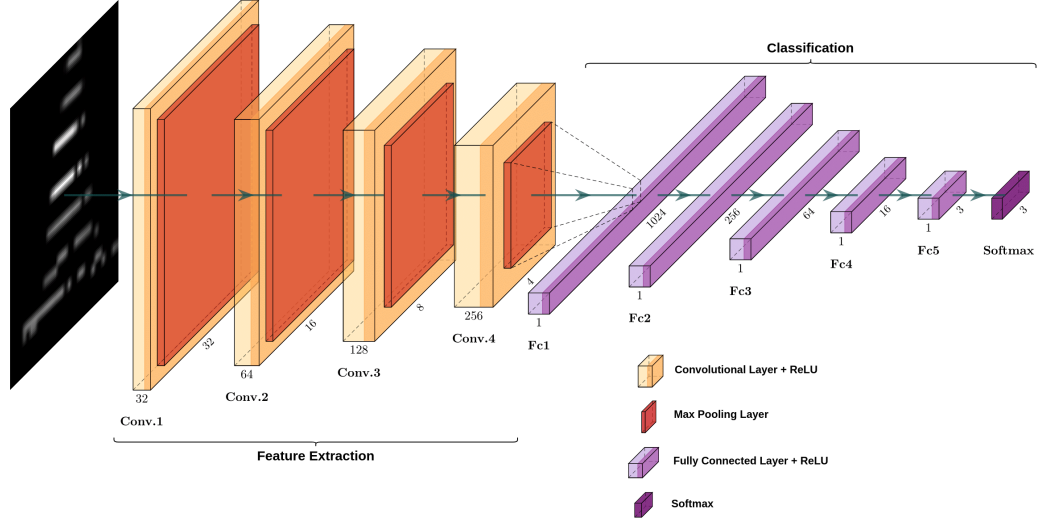 Classification
1024
256
64
16
3
3
1
Softmax
1
Fc5
1
Fc4
1
Fc3
1
Fc2
4
1
Fc1
8
256
Conv.4
16
128
Conv.3
32
64
Conv.2
32
Conv.1
Feature Extraction
Convolutional Layer + ReLU
Max Pooling Layer
Fully Connected Layer + ReLU
Softmax